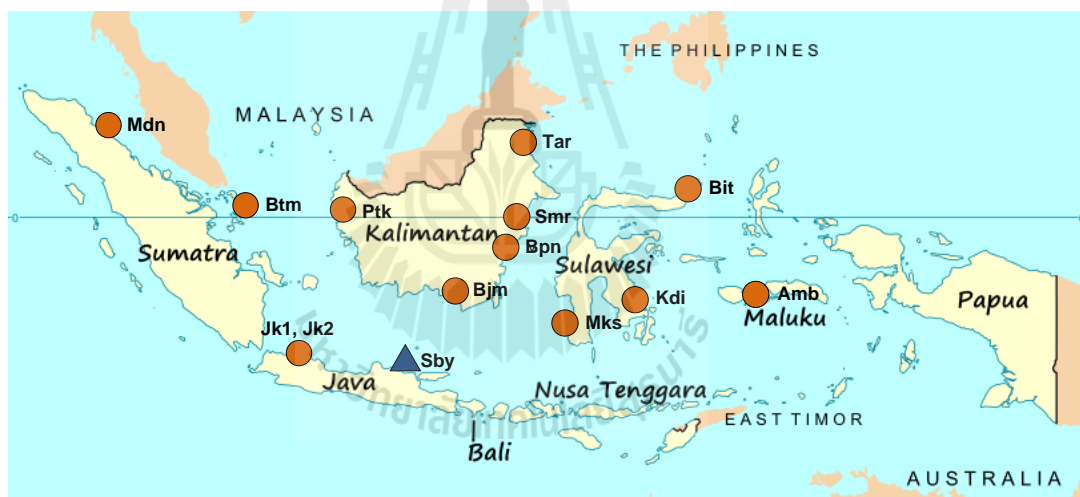 THE PHILIPPINES
MALAYSIA
Mdn
Tar
Btm
Ptk
Bit
0
Smr
Kalimantan
Bpn
Sumatra
Sulawesi
Bjm
Kdi
Amb
Papua
Maluku
Mks
Jk1, Jk2
Sby
Java
Nusa Tenggara
EAST TIMOR
Bali
AUSTRALIA